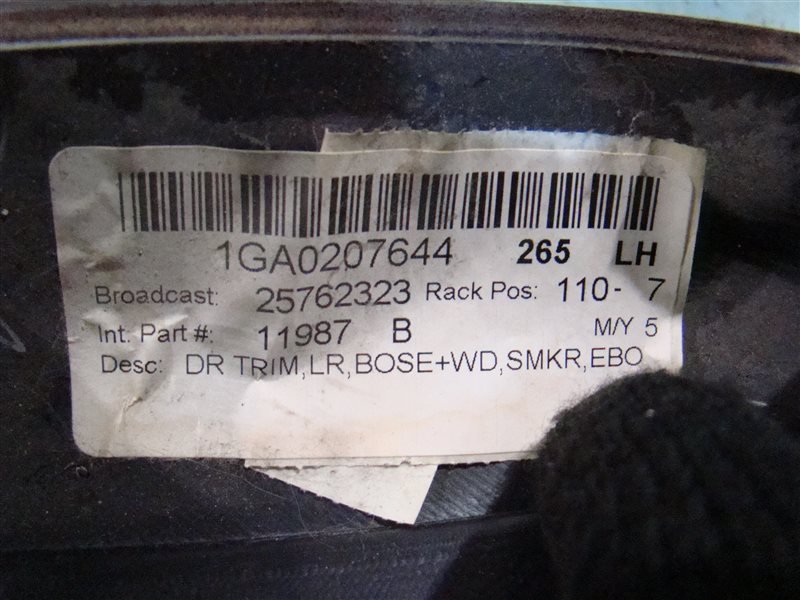 1GA0207644 265 LH
Broadcast: 25762323 Rack Pos: 110- 7
Int. Part #: 11987 B M/Y 5
Desc: DR TRIM,LR,BOSE+WD,SMKR,EBO